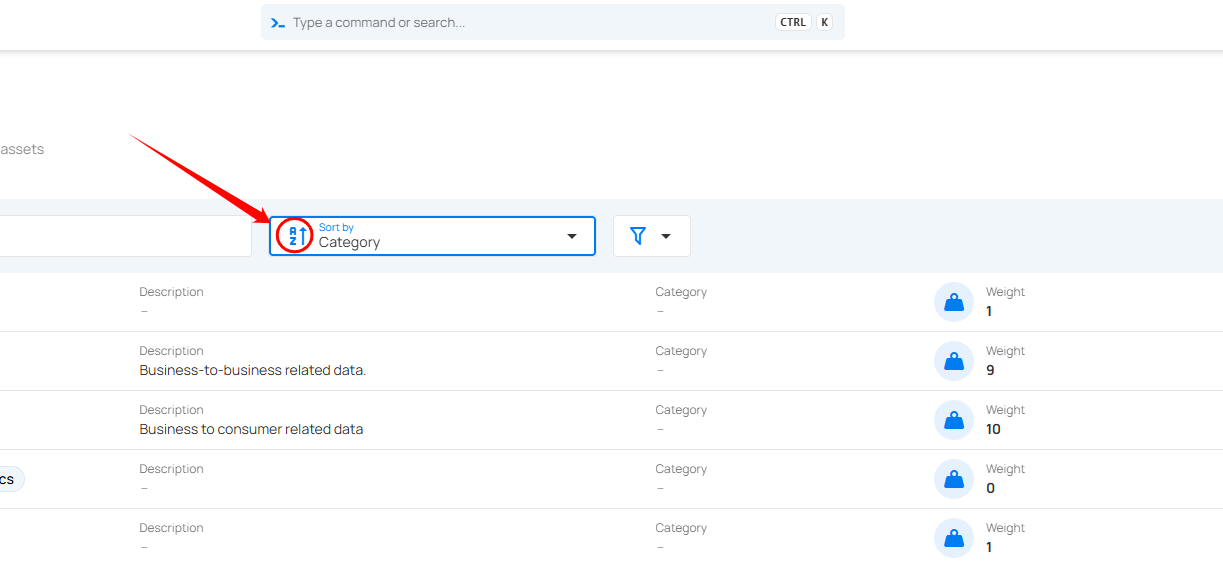 Type a command or search... CTRL K
assets
Sort by
Category
Description Category Weight
– – 1
Description Category Weight
Business-to-business related data. – 9
Description Category Weight
Business to consumer related data – 10
Description Category Weight
cs – – 0
Description Category Weight
– – 1